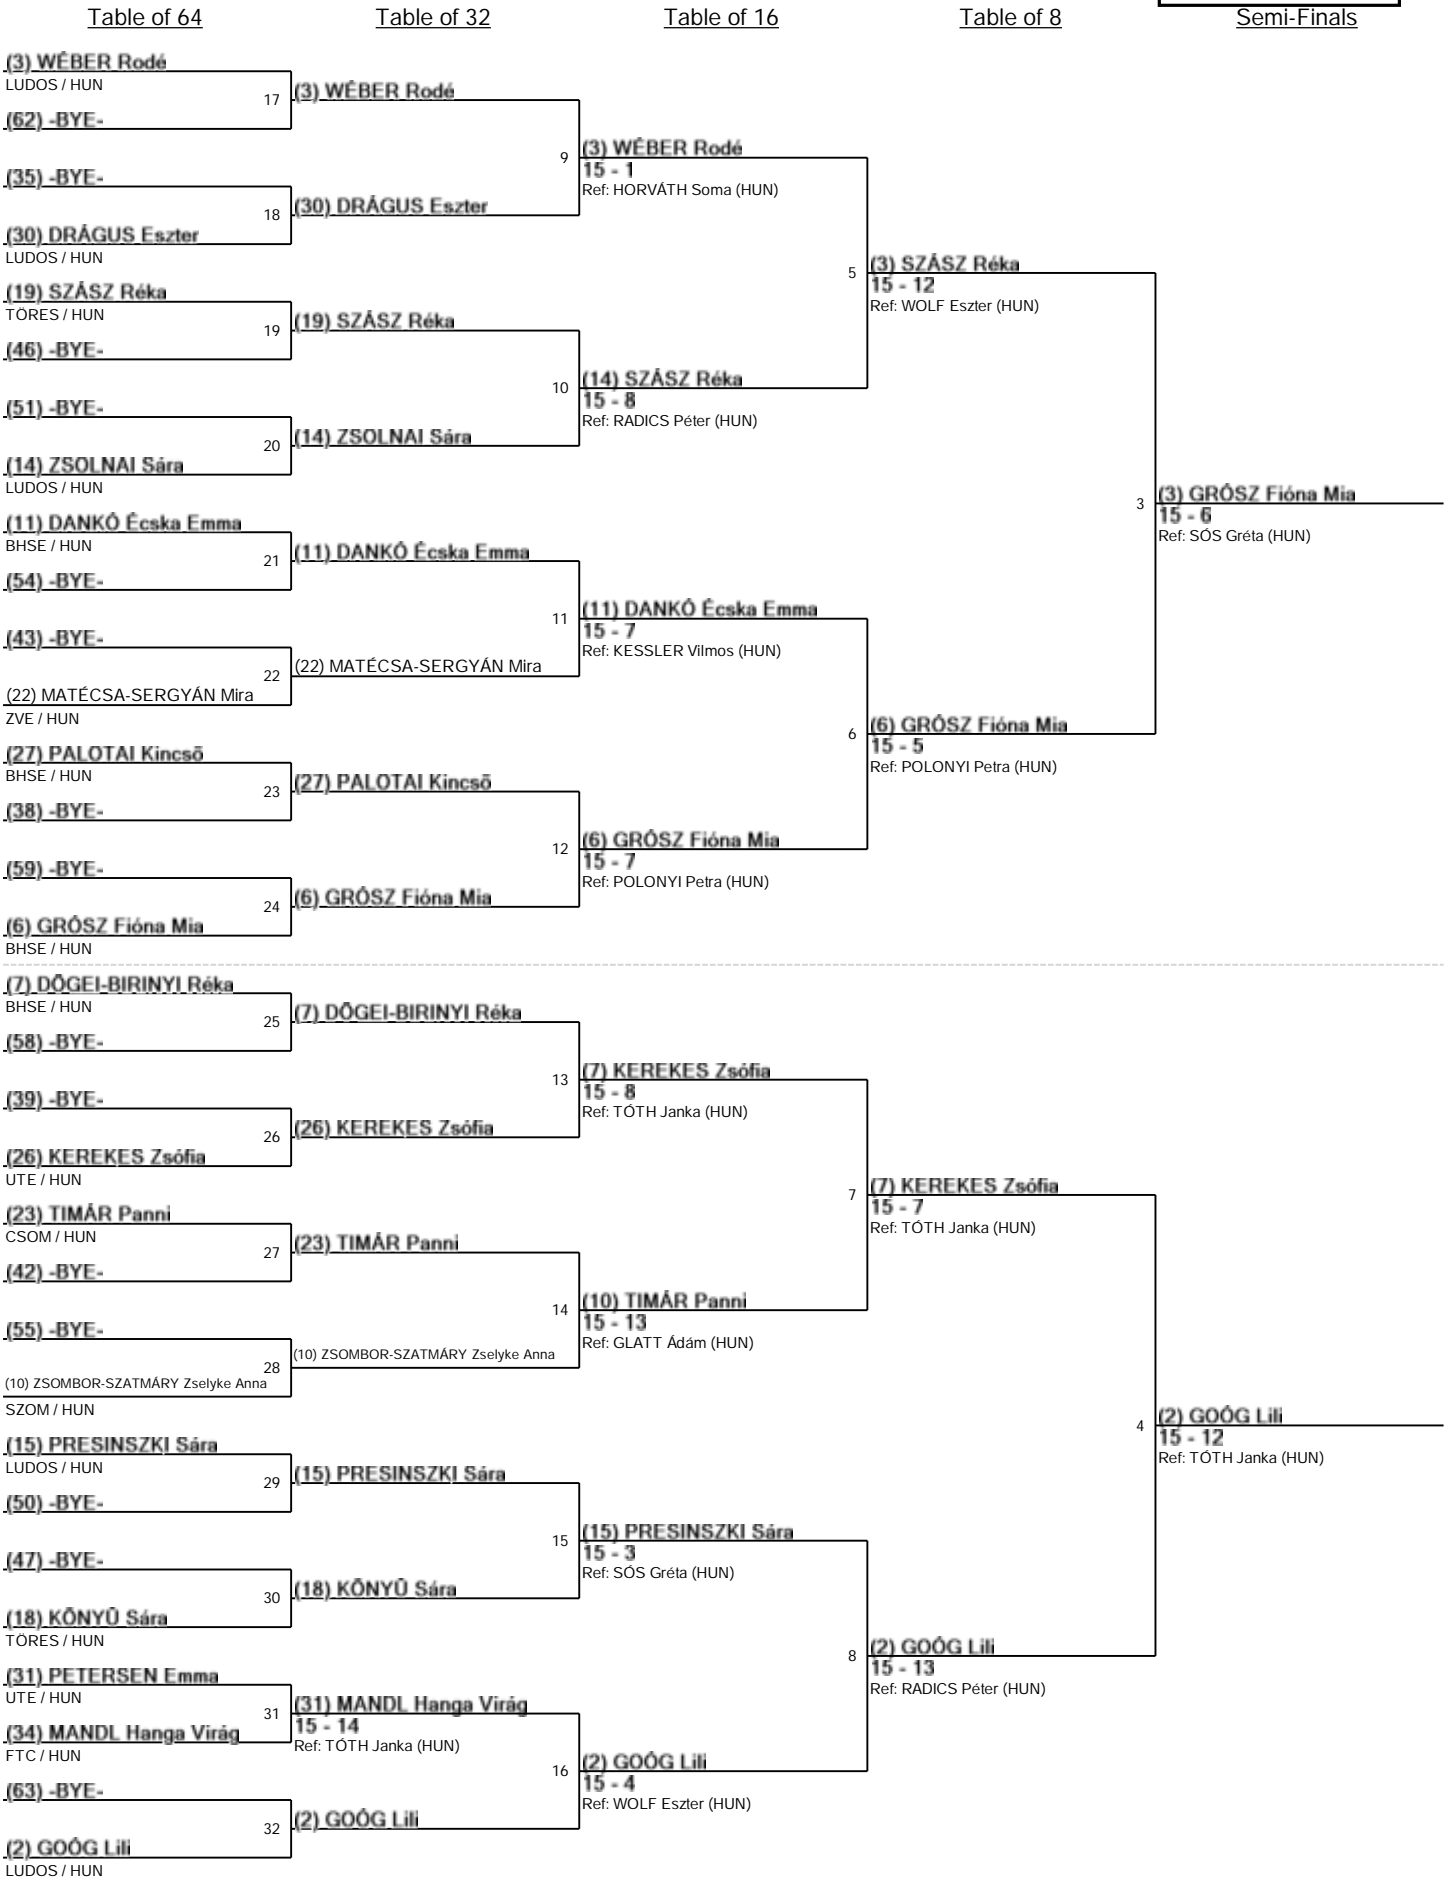 Table of 64
Table of 32
Table of 16
Table of 8
Semi-Finals
(3) WÉBER Rodé
LUDOS / HUN
17
(62) -BYE-
(35) -BYE-
18
(30) DRÁGUS Eszter
LUDOS / HUN
(19) SZÁSZ Réka
TÖRES / HUN
19
(46) -BYE-
(51) -BYE-
20
(14) ZSOLNAI Sára
LUDOS / HUN
(11) DANKÓ Écska Emma
BHSE / HUN
21
(54) -BYE-
(43) -BYE-
22
(22) MATÉCSA-SERGYÁN Mira
ZVE / HUN
(27) PALOTAI Kincső
BHSE / HUN
23
(38) -BYE-
(59) -BYE-
24
(6) GRÓSZ Fióna Mia
BHSE / HUN
(7) DŐGEI-BIRINYI Réka
BHSE / HUN
25
(58) -BYE-
(39) -BYE-
26
(26) KEREKES Zsófia
UTE / HUN
(23) TIMÁR Panni
CSOM / HUN
27
(42) -BYE-
(55) -BYE-
28
(10) ZSOMBOR-SZATMÁRY Zselyke Anna
SZOM / HUN
(15) PRESINSZKI Sára
LUDOS / HUN
29
(50) -BYE-
(47) -BYE-
30
(18) KÖNYŰ Sára
TÖRES / HUN
(31) PETERSEN Emma
UTE / HUN
31
(34) MANDL Hanga Virág
FTC / HUN
(63) -BYE-
32
(2) GOÓG Lili
LUDOS / HUN
(3) WÉBER Rodé
9
(30) DRÁGUS Eszter
(19) SZÁSZ Réka
10
(14) ZSOLNAI Sára
(11) DANKÓ Écska Emma
11
(22) MATÉCSA-SERGYÁN Mira
(27) PALOTAI Kincső
12
(6) GRÓSZ Fióna Mia
(7) DŐGEI-BIRINYI Réka
13
(26) KEREKES Zsófia
(23) TIMÁR Panni
14
(10) ZSOMBOR-SZATMÁRY Zselyke Anna
(15) PRESINSZKI Sára
15
(18) KÖNYŰ Sára
(31) MANDL Hanga Virág
15 - 14
Ref: TÓTH Janka (HUN)
16
(2) GOÓG Lili
(3) WÉBER Rodé
15 - 1
Ref: HORVÁTH Soma (HUN)
5
(14) SZÁSZ Réka
15 - 8
Ref: RADICS Péter (HUN)
(11) DANKÓ Écska Emma
15 - 7
Ref: KESSLER Vilmos (HUN)
6
(6) GRÓSZ Fióna Mia
15 - 7
Ref: POLONYI Petra (HUN)
(7) KEREKES Zsófia
15 - 8
Ref: TÓTH Janka (HUN)
7
(10) TIMÁR Panni
15 - 13
Ref: GLATT Ádám (HUN)
(15) PRESINSZKI Sára
15 - 3
Ref: SÓS Gréta (HUN)
8
(2) GOÓG Lili
15 - 4
Ref: WOLF Eszter (HUN)
(3) SZÁSZ Réka
15 - 12
Ref: WOLF Eszter (HUN)
3
(6) GRÓSZ Fióna Mia
15 - 5
Ref: POLONYI Petra (HUN)
(7) KEREKES Zsófia
15 - 7
Ref: TÓTH Janka (HUN)
4
(2) GOÓG Lili
15 - 13
Ref: RADICS Péter (HUN)
(3) GRÓSZ Fióna Mia
15 - 6
Ref: SÓS Gréta (HUN)
(2) GOÓG Lili
15 - 12
Ref: TÓTH Janka (HUN)